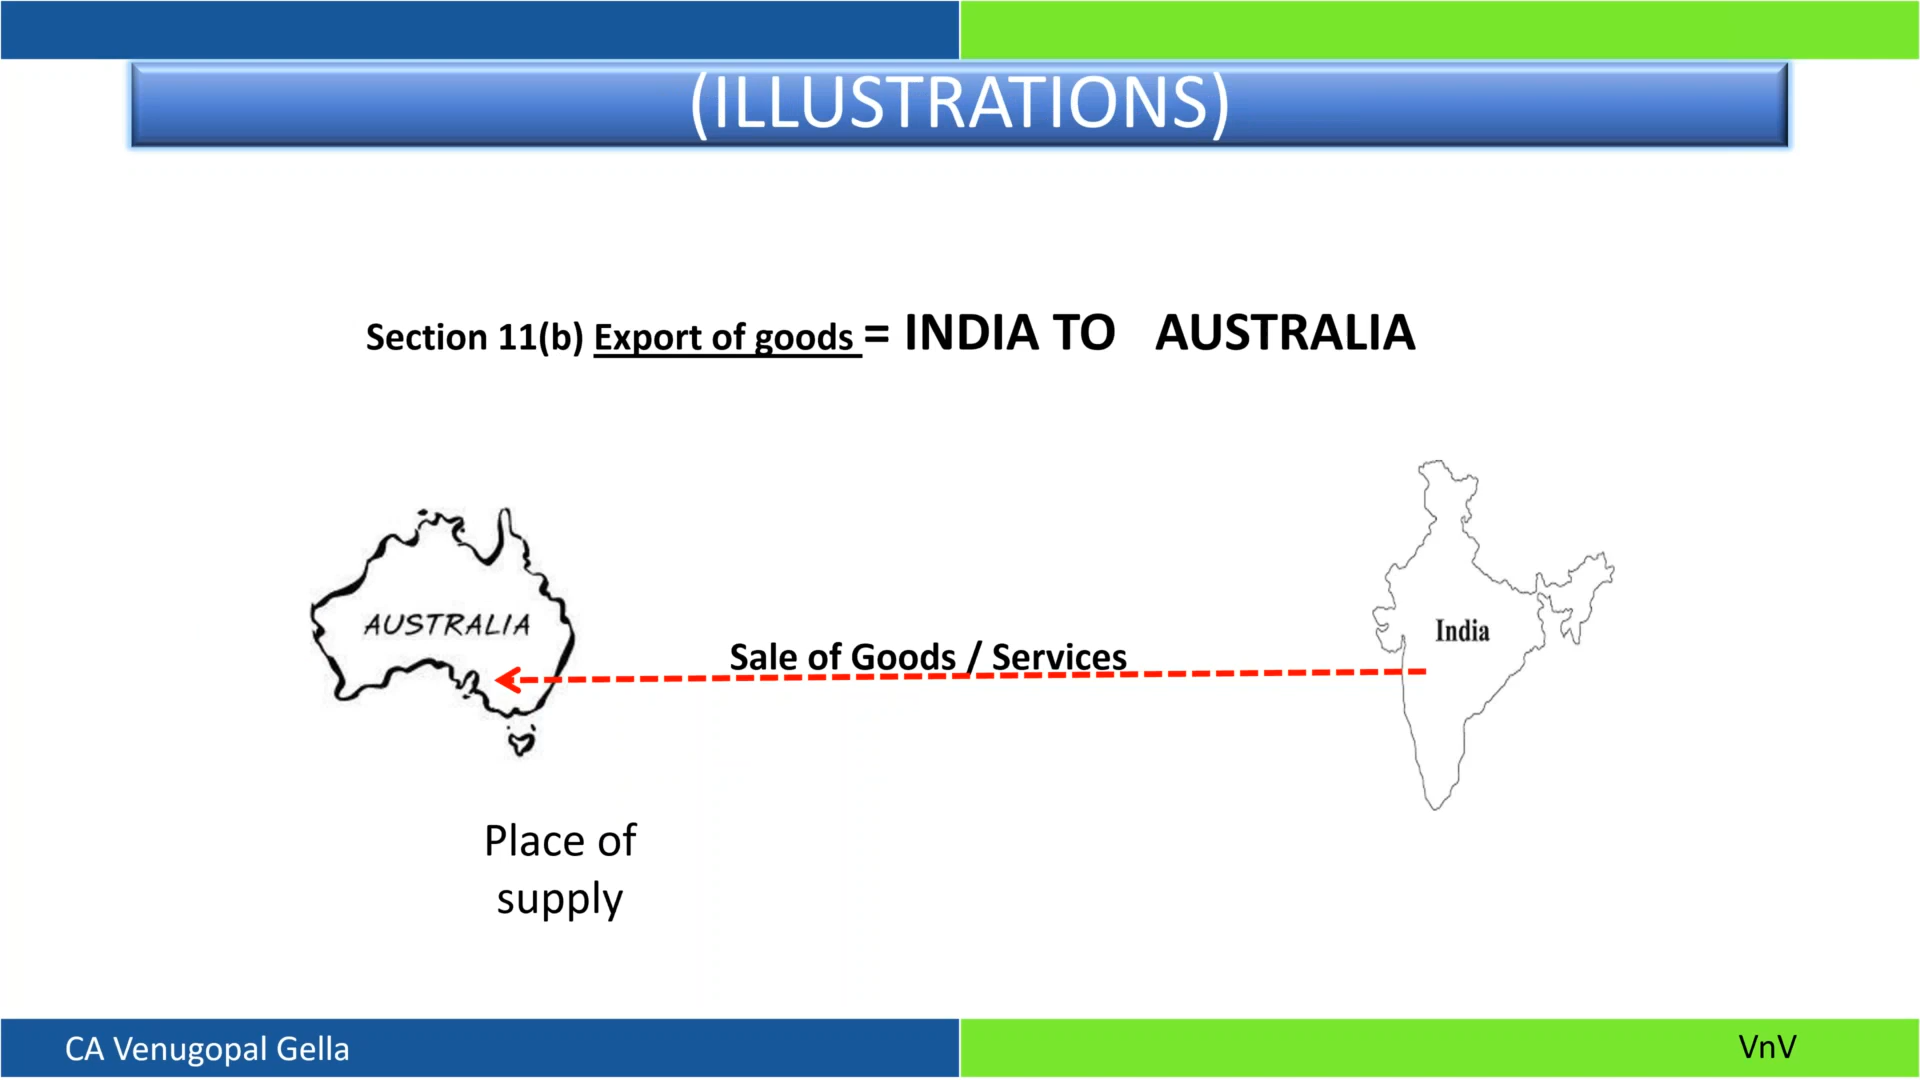 (ILLUSTRATIONS)
Section 11(b) Export of goods = INDIA TO AUSTRALIA
AUSTRALIA
India
Sale of Goods / Services
Place of
supply
CA Venugopal Gella
VnV